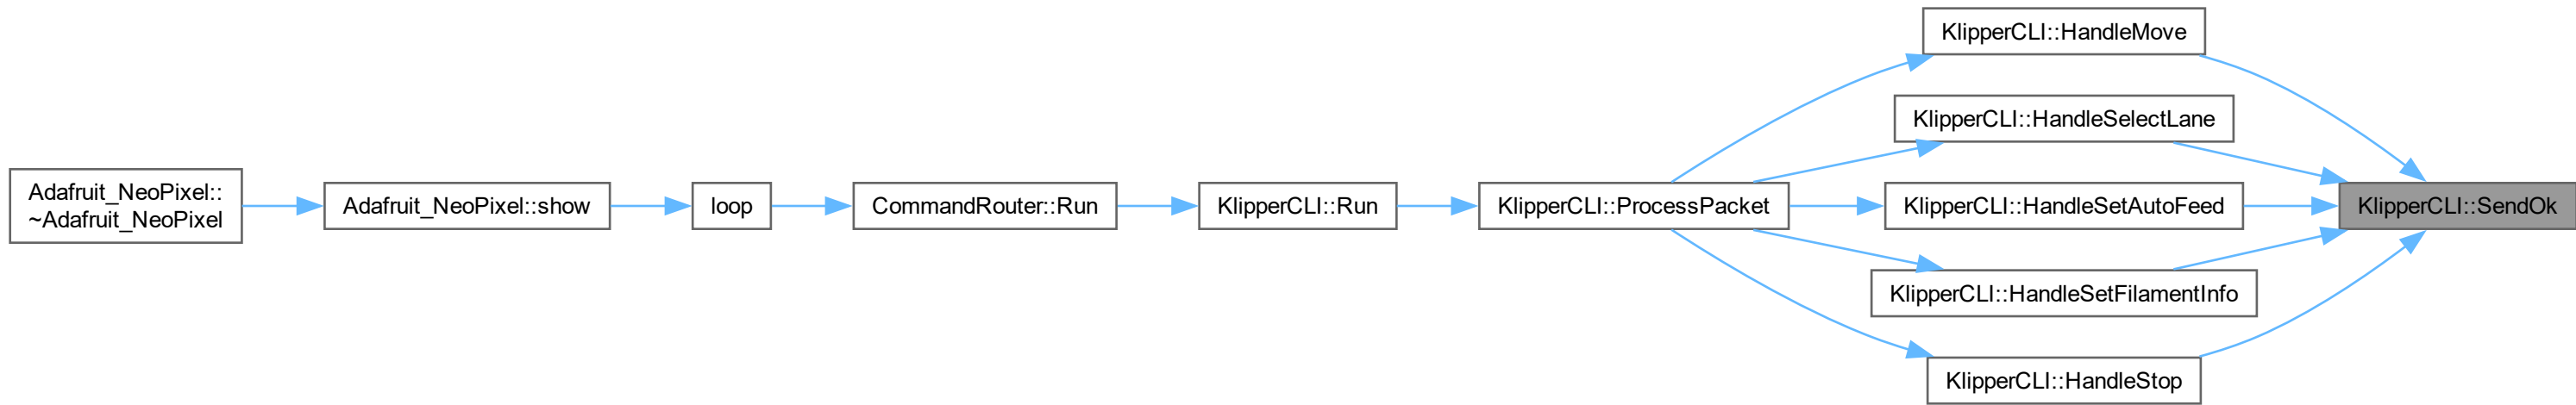 Adafruit_NeoPixel::
~Adafruit_NeoPixel
Adafruit_NeoPixel::show
loop
CommandRouter::Run
KlipperCLI::Run
KlipperCLI::ProcessPacket
KlipperCLI::HandleMove
KlipperCLI::HandleSelectLane
KlipperCLI::HandleSetAutoFeed
KlipperCLI::HandleSetFilamentInfo
KlipperCLI::HandleStop
KlipperCLI::SendOk